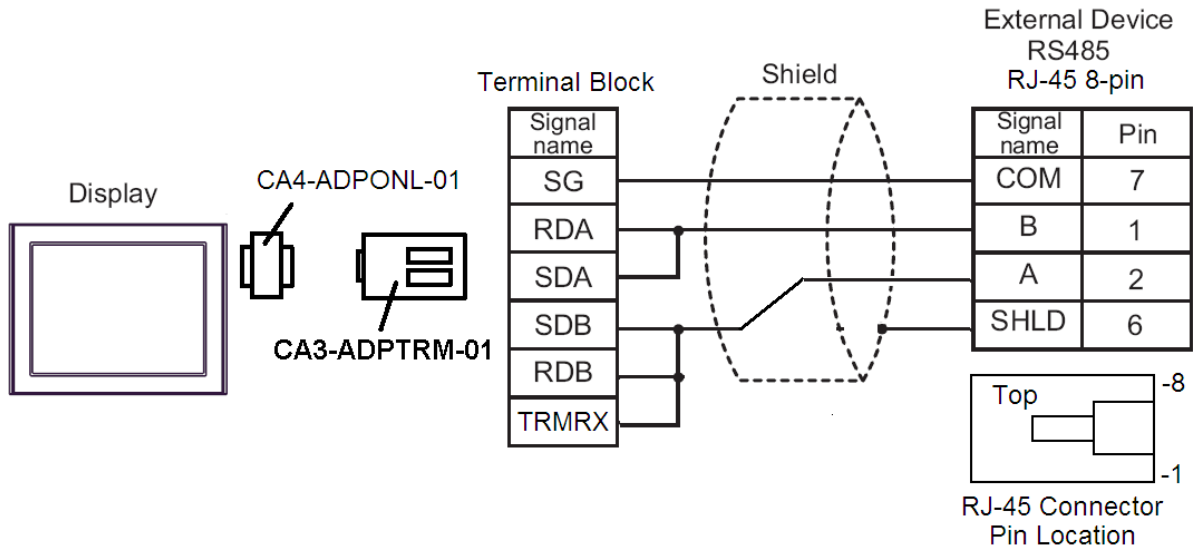 External Device
RS485
RJ-45 8-pin
Terminal Block
Shield
Signal
name
SG
RDA
SDA
SDB
RDB
TRMRX
Signal
name
Pin
COM
7
B
1
A
2
SHLD
6
Display
CA4-ADPONL-01
CA3-ADPTRM-01
Top
-8
-1
RJ-45 Connector
Pin Location